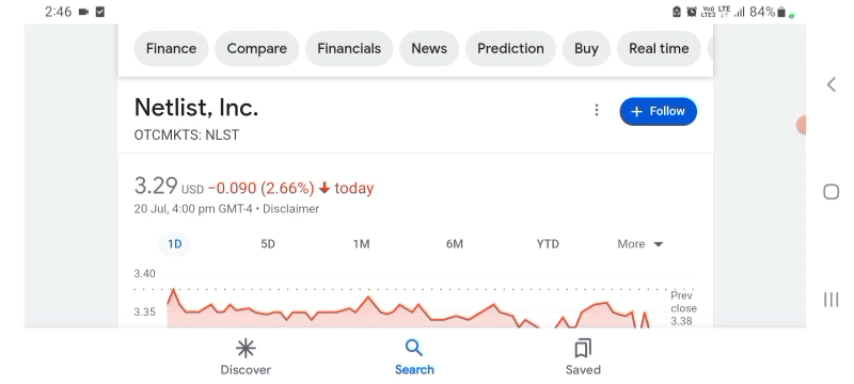 2:46 84%
Finance Compare Financials News Prediction Buy Real time
Netlist, Inc.
+ Follow
OTCMKTS: NLST
3.29 USD −0.090 (2.66%) ↓ today
20 Jul, 4:00 pm GMT-4 • Disclaimer
1D 5D 1M 6M YTD More
3.40
3.35
Prev
close
3.38
Discover Search Saved